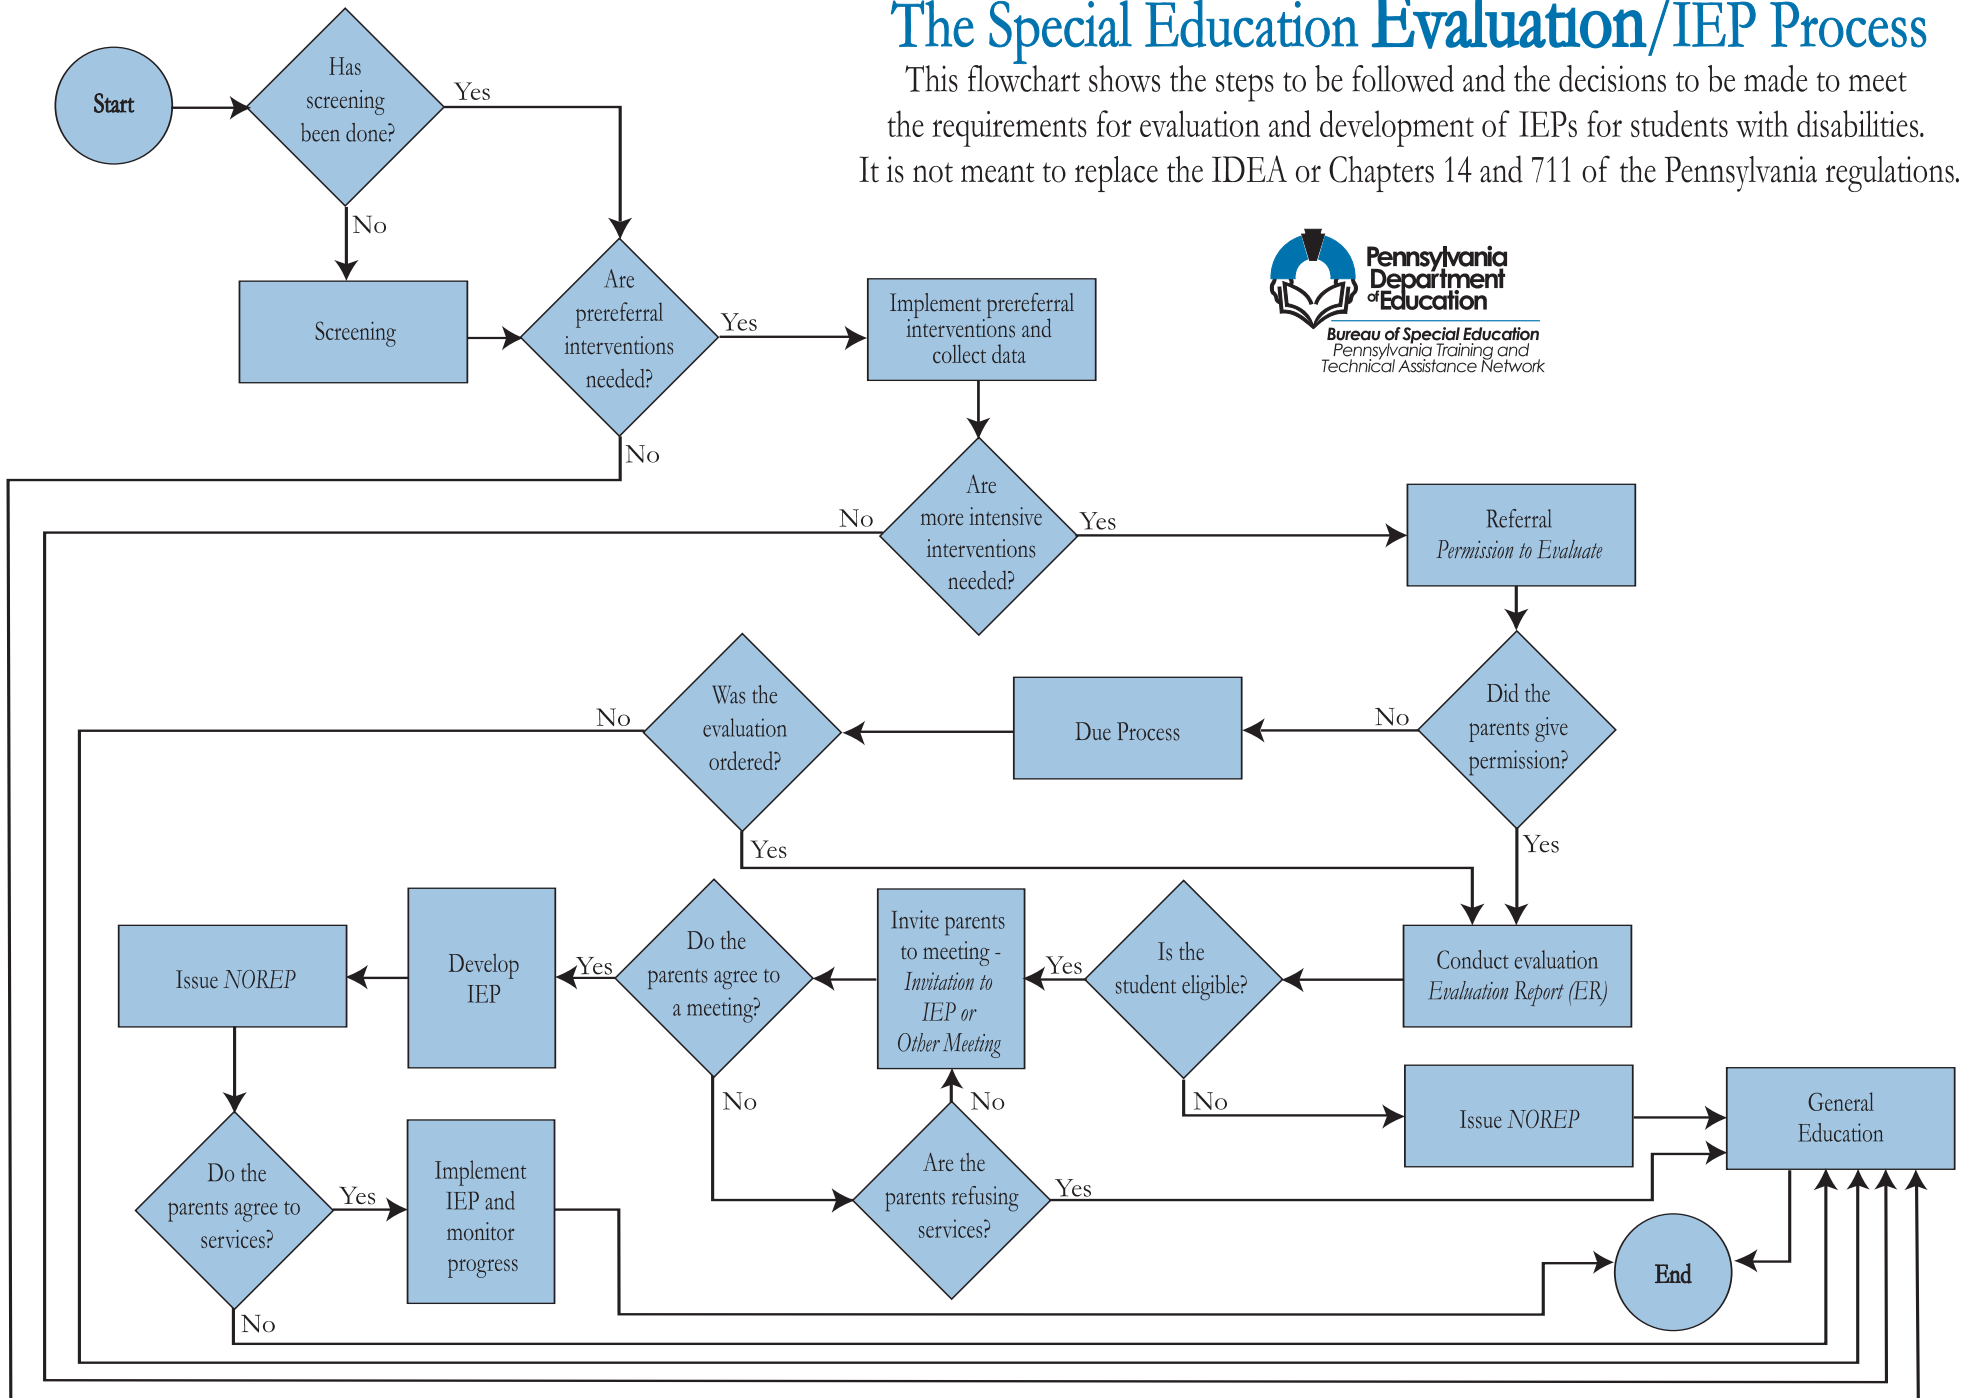 The Special Education Evaluation/IEP Process
This flowchart shows the steps to be followed and the decisions to be made to meet
the requirements for evaluation and development of IEPs for students with disabilities.
It is not meant to replace the IDEA or Chapters 14 and 711 of the Pennsylvania regulations.
Pennsylvania
Department
of Education
Bureau of Special Education
Pennsylvania Training and
Technical Assistance Network
Start
Has
screening
been done?
Yes
No
Screening
Are
prereferral
interventions
needed?
Yes
No
Implement prereferral
interventions and
collect data
Are
more intensive
interventions
needed?
No
Yes
Referral
Permission to Evaluate
Did the
parents give
permission?
No
Yes
Due Process
Was the
evaluation
ordered?
No
Yes
Conduct evaluation
Evaluation Report (ER)
Is the
student eligible?
Yes
No
Invite parents
to meeting -
Invitation to
IEP or
Other Meeting
Do the
parents agree to
a meeting?
Yes
No
Develop
IEP
Issue NOREP
Do the
parents agree to
services?
Yes
No
Implement
IEP and
monitor
progress
Are the
parents refusing
services?
No
Yes
Issue NOREP
General
Education
End